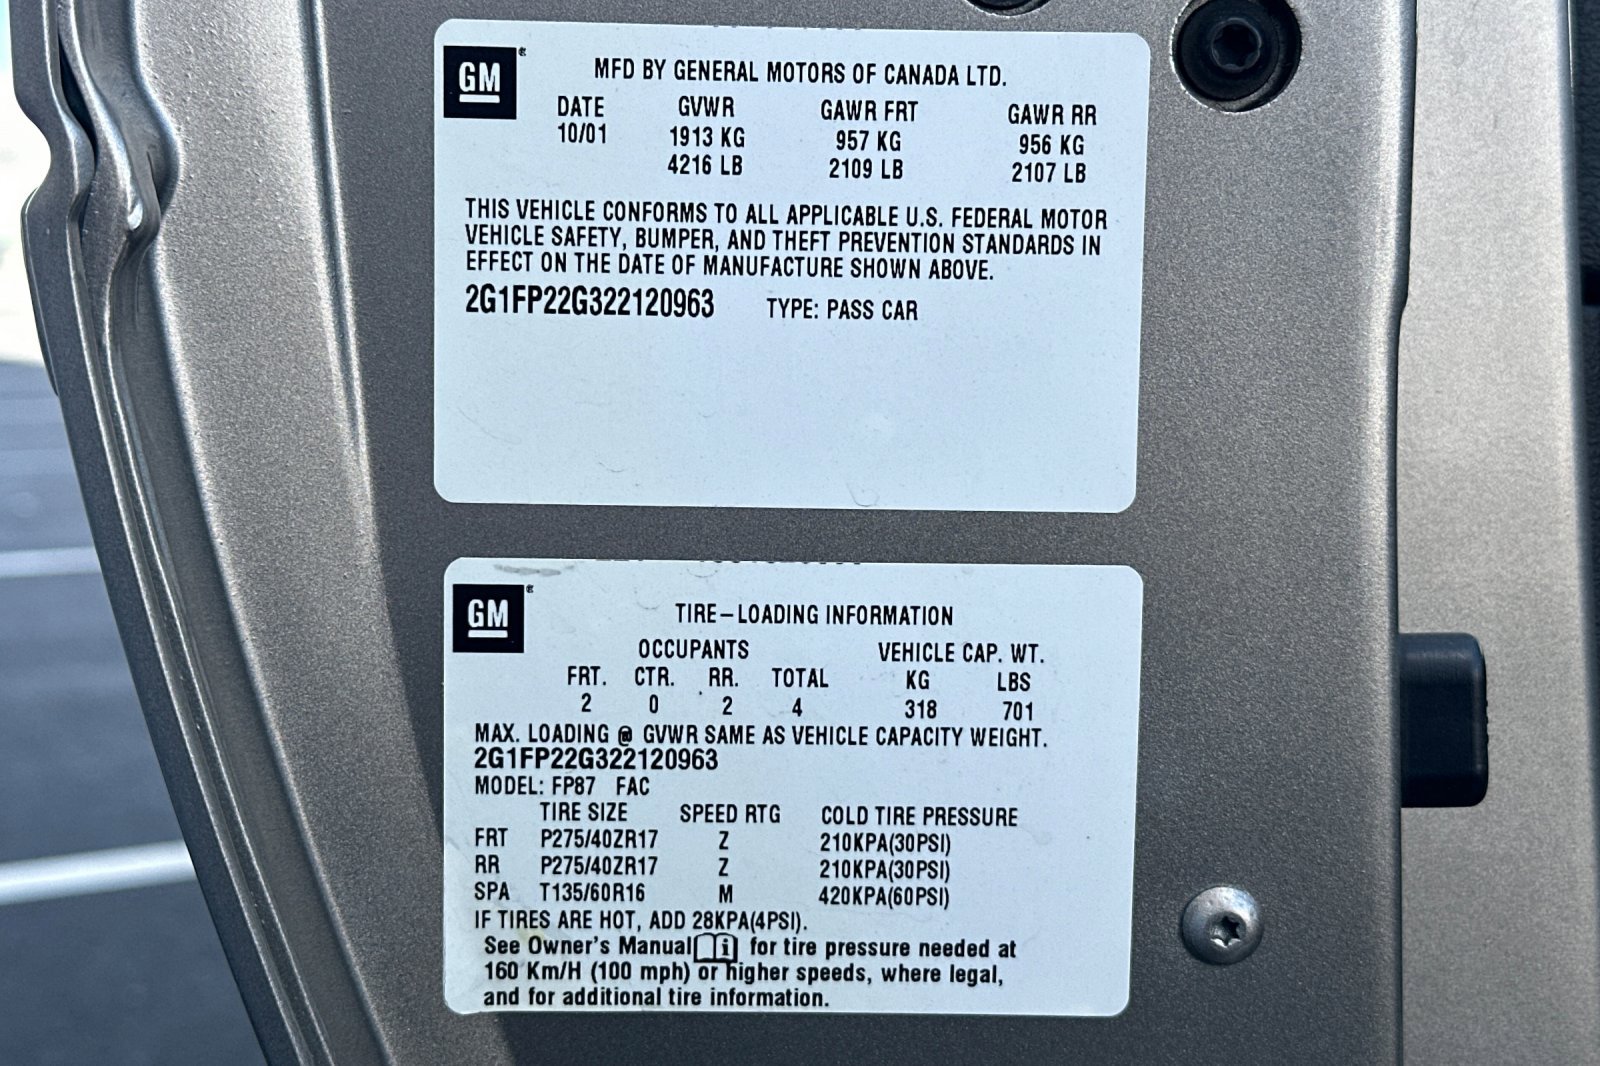 GM
MFD BY GENERAL MOTORS OF CANADA LTD.
DATE GVWR GAWR FRT GAWR RR
10/01 1913 KG 957 KG 956 KG
4216 LB 2109 LB 2107 LB
THIS VEHICLE CONFORMS TO ALL APPLICABLE U.S. FEDERAL MOTOR
VEHICLE SAFETY, BUMPER, AND THEFT PREVENTION STANDARDS IN
EFFECT ON THE DATE OF MANUFACTURE SHOWN ABOVE.
2G1FP22G322120963 TYPE: PASS CAR
GM
TIRE–LOADING INFORMATION
OCCUPANTS VEHICLE CAP. WT.
FRT. CTR. RR. TOTAL KG LBS
2 0 2 4 318 701
MAX. LOADING @ GVWR SAME AS VEHICLE CAPACITY WEIGHT.
2G1FP22G322120963
MODEL: FP87 FAC
TIRE SIZE SPEED RTG COLD TIRE PRESSURE
FRT P275/40ZR17 Z 210KPA(30PSI)
RR P275/40ZR17 Z 210KPA(30PSI)
SPA T135/60R16 M 420KPA(60PSI)
IF TIRES ARE HOT, ADD 28KPA(4PSI).
See Owner's Manual i for tire pressure needed at
160 Km/H (100 mph) or higher speeds, where legal,
and for additional tire information.